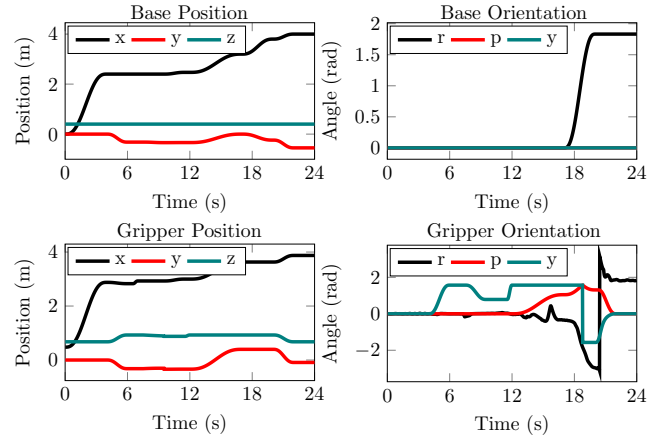 Base Position
Position (m)
x y z
4
2
0
0 6 12 18 24
Time (s)
Base Orientation
Angle (rad)
r p y
2
1.5
1
0.5
0
0 6 12 18 24
Time (s)
Gripper Position
Position (m)
x y z
4
2
0
0 6 12 18 24
Time (s)
Gripper Orientation
Angle (rad)
r p y
2
0
−2
0 6 12 18 24
Time (s)